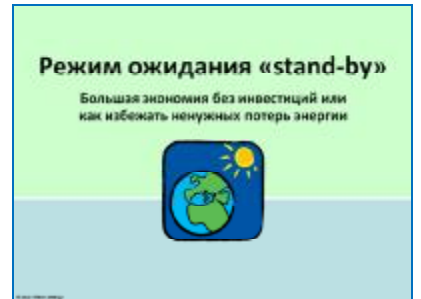 Режим ожидания «stand-by»
Большая экономия без инвестиций или
как избежать ненужных потерь энергии